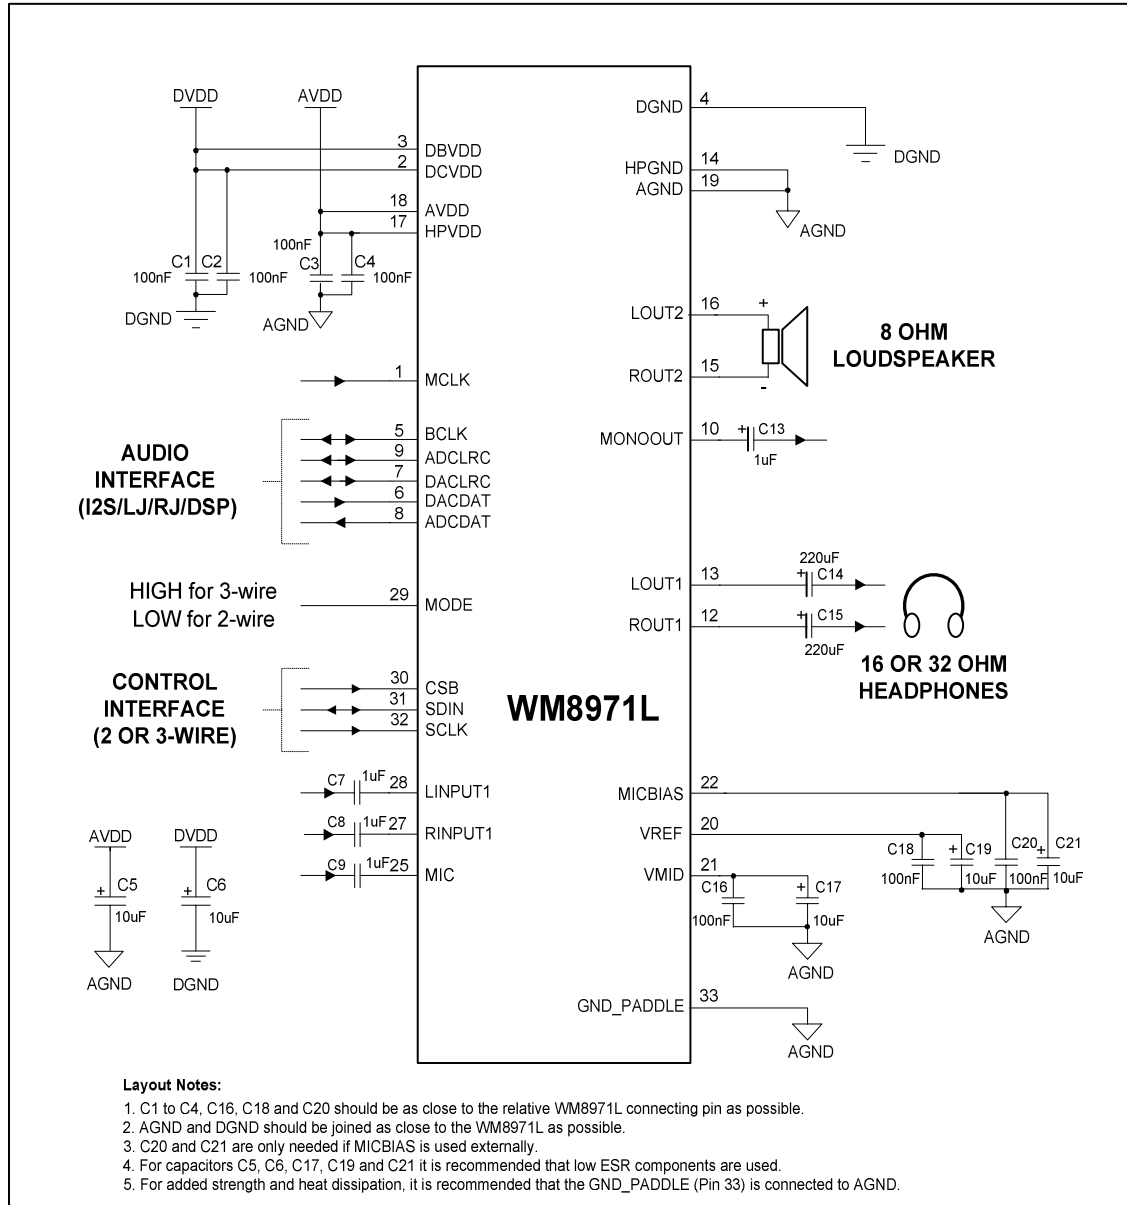 DVDD
AVDD
3
DBVDD
2
DCVDD
18
AVDD
17
HPVDD
100nF
C1
C2
C3
C4
100nF
100nF
100nF
DGND
AGND
DGND
4
DGND
HPGND
14
AGND
19
AGND
LOUT2
16
+
ROUT2
15
-
8 OHM
LOUDSPEAKER
1
MCLK
AUDIO
INTERFACE
(I2S/LJ/RJ/DSP)
5
BCLK
9
ADCLRC
7
DACLRC
6
DACDAT
8
ADCDAT
MONOOUT
10
+
C13
1uF
HIGH for 3-wire
LOW for 2-wire
29
MODE
LOUT1
13
220uF
+
C14
ROUT1
12
+
C15
220uF
16 OR 32 OHM
HEADPHONES
CONTROL
INTERFACE
(2 OR 3-WIRE)
30
CSB
31
SDIN
32
SCLK
WM8971L
C7
1uF
28
LINPUT1
C8
1uF
27
RINPUT1
C9
1uF
25
MIC
AVDD
+
C5
10uF
AGND
DVDD
+
C6
10uF
DGND
MICBIAS
22
VREF
20
VMID
21
C16
100nF
+
C17
10uF
AGND
C18
100nF
+
C19
10uF
C20
100nF
+
C21
10uF
AGND
GND_PADDLE
33
AGND
Layout Notes:
1. C1 to C4, C16, C18 and C20 should be as close to the relative WM8971L connecting pin as possible.
2. AGND and DGND should be joined as close to the WM8971L as possible.
3. C20 and C21 are only needed if MICBIAS is used externally.
4. For capacitors C5, C6, C17, C19 and C21 it is recommended that low ESR components are used.
5. For added strength and heat dissipation, it is recommended that the GND_PADDLE (Pin 33) is connected to AGND.